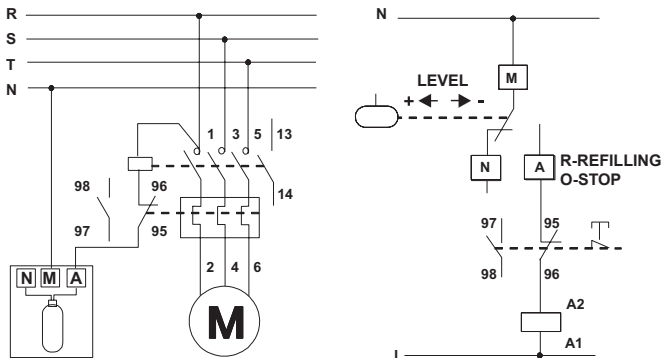 R
S
T
N
1 3 5 13
14
98 96
97 95
2 4 6
N M A
M
N
M
LEVEL
+ -
N A
R-REFILLING
O-STOP
97 95
98 96
A2
A1
L